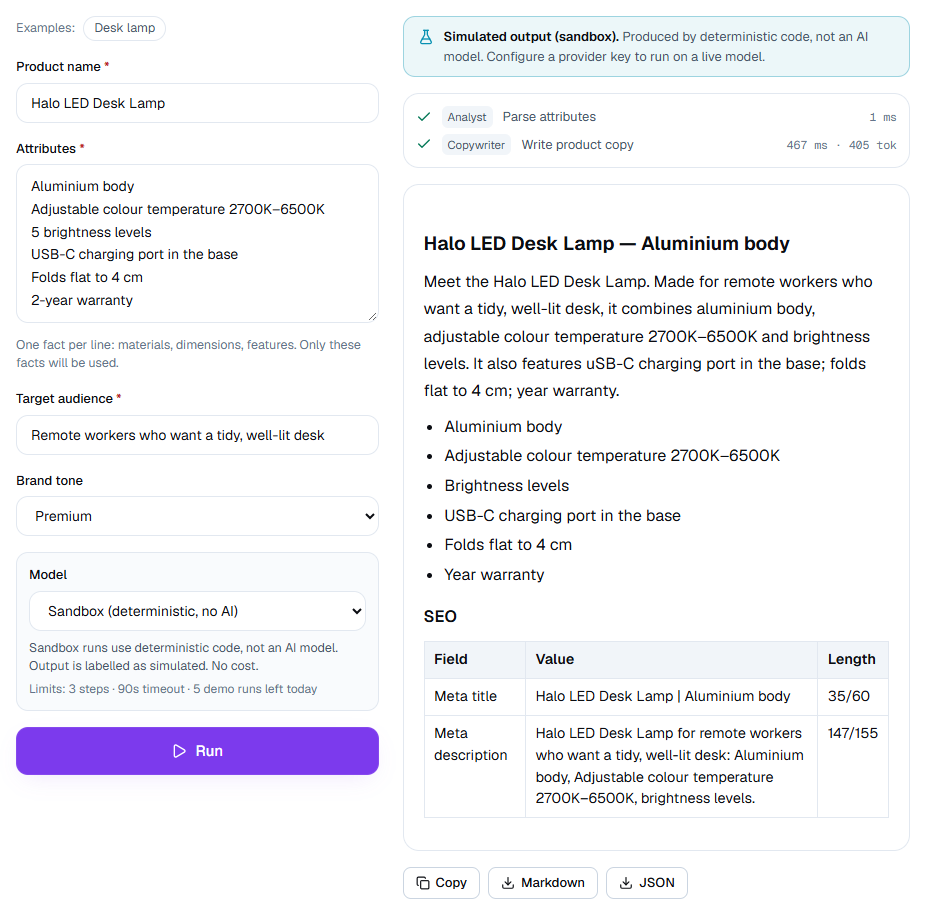 Examples: Desk lamp
Product name *
Halo LED Desk Lamp
Attributes *
Aluminium body
Adjustable colour temperature 2700K–6500K
5 brightness levels
USB-C charging port in the base
Folds flat to 4 cm
2-year warranty
One fact per line: materials, dimensions, features. Only these
facts will be used.
Target audience *
Remote workers who want a tidy, well-lit desk
Brand tone
Premium
Model
Sandbox (deterministic, no AI)
Sandbox runs use deterministic code, not an AI model.
Output is labelled as simulated. No cost.
Limits: 3 steps · 90s timeout · 5 demo runs left today
Run
Simulated output (sandbox). Produced by deterministic code, not an AI
model. Configure a provider key to run on a live model.
Analyst Parse attributes 1 ms
Copywriter Write product copy 467 ms · 405 tok
Halo LED Desk Lamp — Aluminium body
Meet the Halo LED Desk Lamp. Made for remote workers who
want a tidy, well-lit desk, it combines aluminium body,
adjustable colour temperature 2700K–6500K and brightness
levels. It also features uSB-C charging port in the base; folds
flat to 4 cm; year warranty.
• Aluminium body
• Adjustable colour temperature 2700K–6500K
• Brightness levels
• USB-C charging port in the base
• Folds flat to 4 cm
• Year warranty
SEO
Field Value Length
Meta title Halo LED Desk Lamp | Aluminium body 35/60
Meta Halo LED Desk Lamp for remote workers 147/155
description who want a tidy, well-lit desk: Aluminium
body, Adjustable colour temperature
2700K–6500K, brightness levels.
Copy Markdown JSON